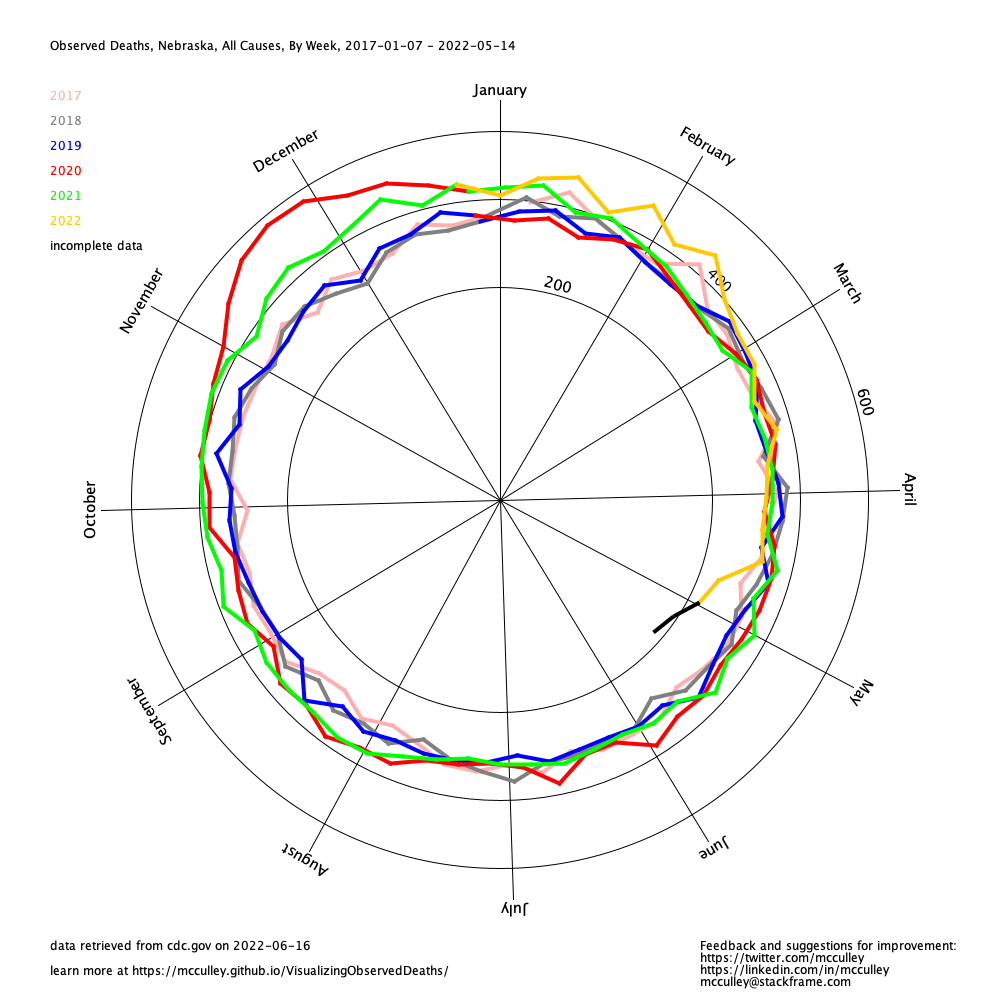 Observed Deaths, Nebraska, All Causes, By Week, 2017-01-07 - 2022-05-14
2017
2018
2019
2020
2021
2022
incomplete data
January
February
March
April
May
June
July
August
September
October
November
December
200
400
600
data retrieved from cdc.gov on 2022-06-16
learn more at https://mcculley.github.io/VisualizingObservedDeaths/
Feedback and suggestions for improvement:
https://twitter.com/mcculley
https://linkedin.com/in/mcculley
mcculley@stackframe.com